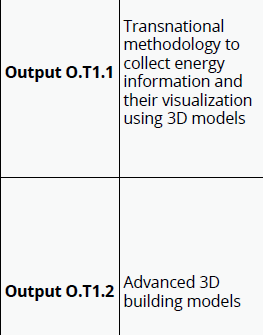 Output O.T1.1
Transnational
methodology to
collect energy
information and
their visualization
using 3D models
Output O.T1.2
Advanced 3D
building models